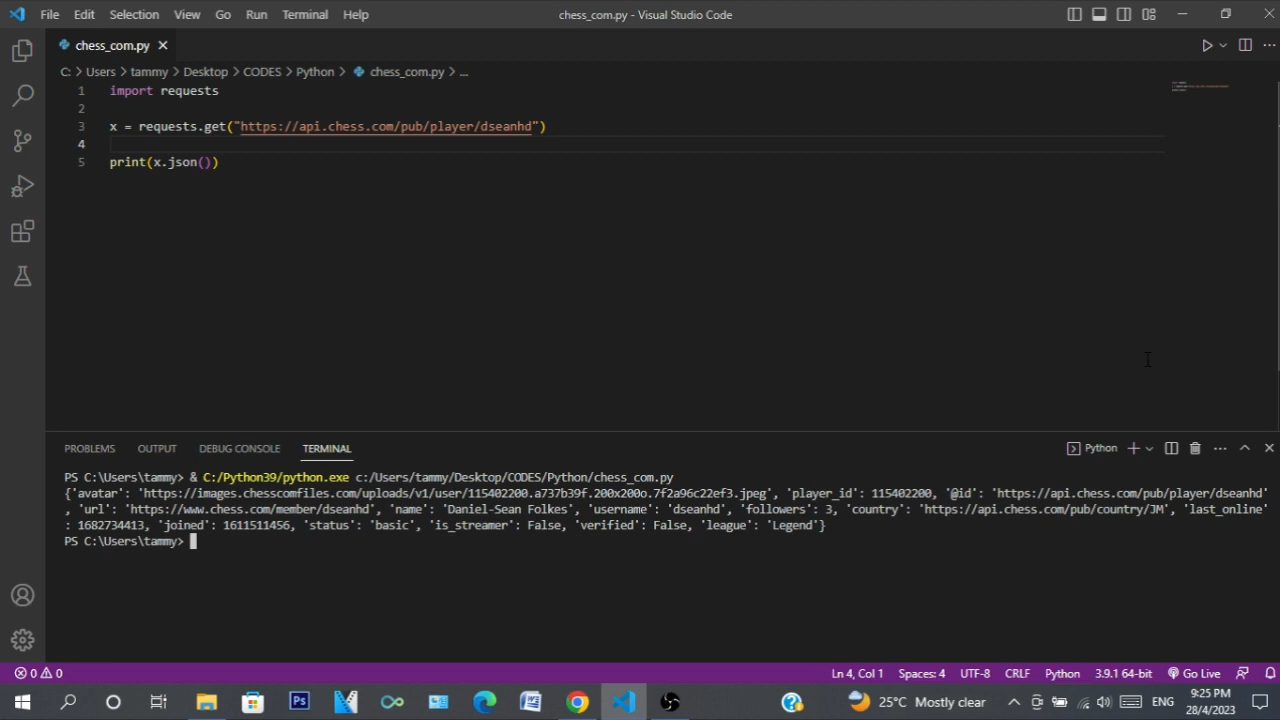 File Edit Selection View Go Run Terminal Help
chess_com.py - Visual Studio Code
chess_com.py
C: > Users > tammy > Desktop > CODES > Python > chess_com.py > ...
1 import requests
2
3 x = requests.get("https://api.chess.com/pub/player/dseanhd")
4
5 print(x.json())
PROBLEMS OUTPUT DEBUG CONSOLE TERMINAL
Python
PS C:\Users\tammy> & C:/Python39/python.exe c:/Users/tammy/Desktop/CODES/Python/chess_com.py
{'avatar': 'https://images.chesscomfiles.com/uploads/v1/user/115402200.a737b39f.200x200o.7f2a96c22ef3.jpeg', 'player_id': 115402200, '@id': 'https://api.chess.com/pub/player/dseanhd'
, 'url': 'https://www.chess.com/member/dseanhd', 'name': 'Daniel-Sean Folkes', 'username': 'dseanhd', 'followers': 3, 'country': 'https://api.chess.com/pub/country/JM', 'last_online'
: 1682734413, 'joined': 1611511456, 'status': 'basic', 'is_streamer': False, 'verified': False, 'league': 'Legend'}
PS C:\Users\tammy>
0 0
Ln 4, Col 1 Spaces: 4 UTF-8 CRLF Python 3.9.1 64-bit Go Live
Ps
25°C Mostly clear
ENG
9:25 PM
28/4/2023